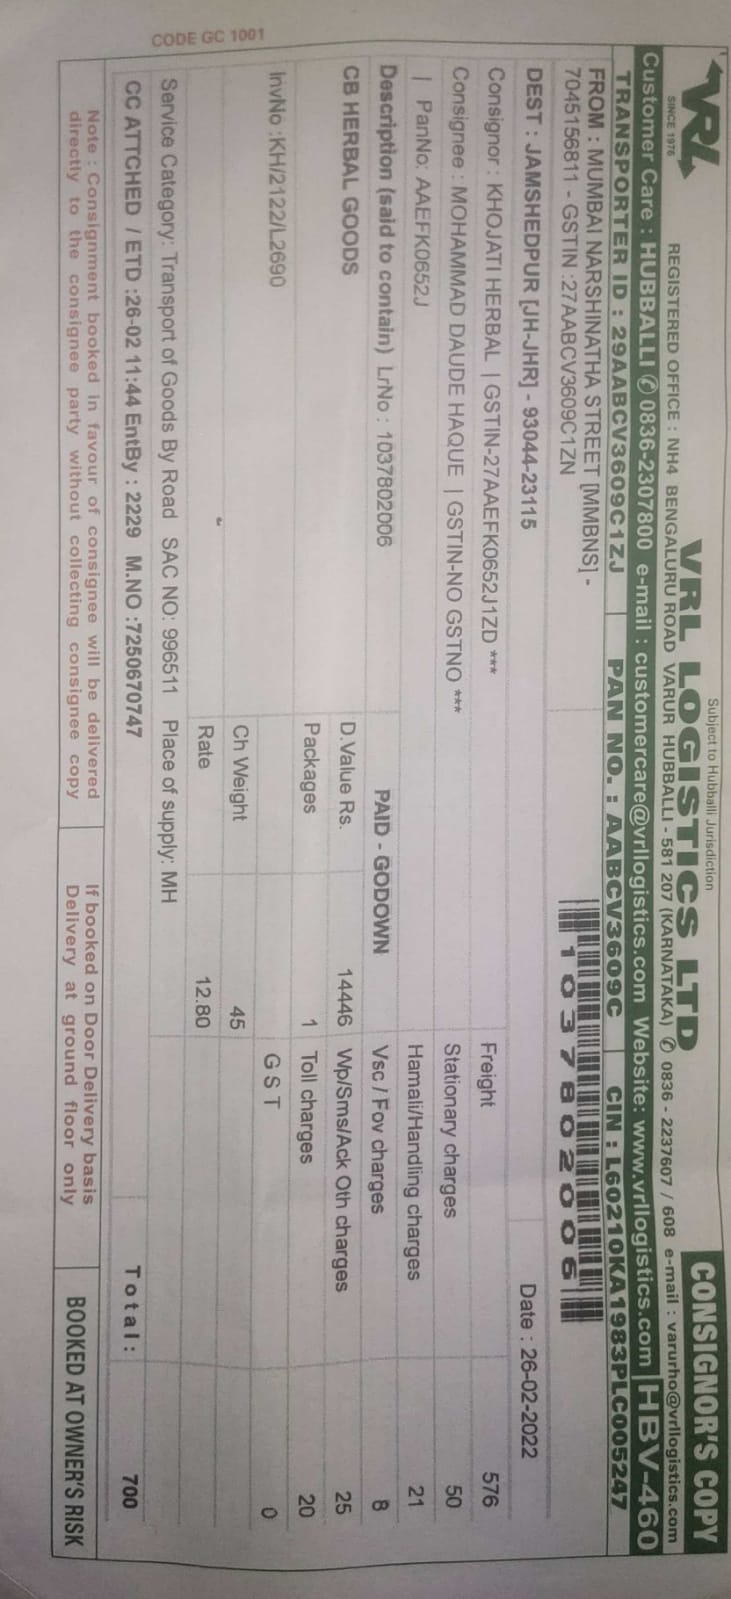 Subject to Hubballi Jurisdiction
VRL
SINCE 1976
VRL LOGISTICS LTD
CONSIGNOR'S COPY
REGISTERED OFFICE : NH4 BENGALURU ROAD VARUR HUBBALLI - 581 207 (KARNATAKA) ✆ 0836 - 2237607 / 608 e-mail : varurho@vrllogistics.com
Customer Care : HUBBALLI ✆ 0836-2307800 e-mail : customercare@vrllogistics.com Website: www.vrllogistics.com HBV-460
TRANSPORTER ID : 29AABCV3609C1ZJ PAN NO. : AABCV3609C CIN : L60210KA1983PLC005247
FROM : MUMBAI NARSHINATHA STREET [MMBNS] -
7045156811 - GSTIN :27AABCV3609C1ZN
1037802006
DEST : JAMSHEDPUR [JH-JHR] - 93044-23115 Date : 26-02-2022
Consignor : KHOJATI HERBAL | GSTIN-27AAEFK0652J1ZD *** Freight 576
Consignee : MOHAMMAD DAUDE HAQUE | GSTIN-NO GSTNO *** Stationary charges 50
| PanNo: AAEFK0652J Hamali/Handling charges 21
Description (said to contain) LrNo : 1037802006 PAID - GODOWN Vsc / Fov charges 8
CB HERBAL GOODS D.Value Rs. 14446 Wp/Sms/Ack Oth charges 25
Packages 1 Toll charges 20
InvNo :KH/2122/L2690 G S T 0
Ch Weight 45
Rate 12.80
Service Category: Transport of Goods By Road SAC NO: 996511 Place of supply: MH
CC ATTCHED / ETD :26-02 11:44 EntBy : 2229 M.NO :7250670747 Total: 700
Note : Consignment booked in favour of consignee will be delivered
directly to the consignee party without collecting consignee copy
If booked on Door Delivery basis
Delivery at ground floor only
BOOKED AT OWNER'S RISK
CODE GC 1001